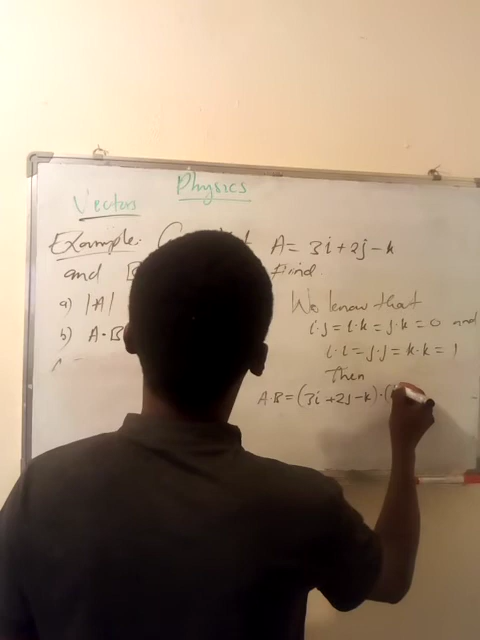 Physics
Vectors
Example: A = 3i + 2j - k
and B Find
a) |A|
b) A·B
We know that
i·j = i·k = j·k = 0 and
i·i = j·j = k·k = 1
Then
A·B = (3i + 2j - k)·(